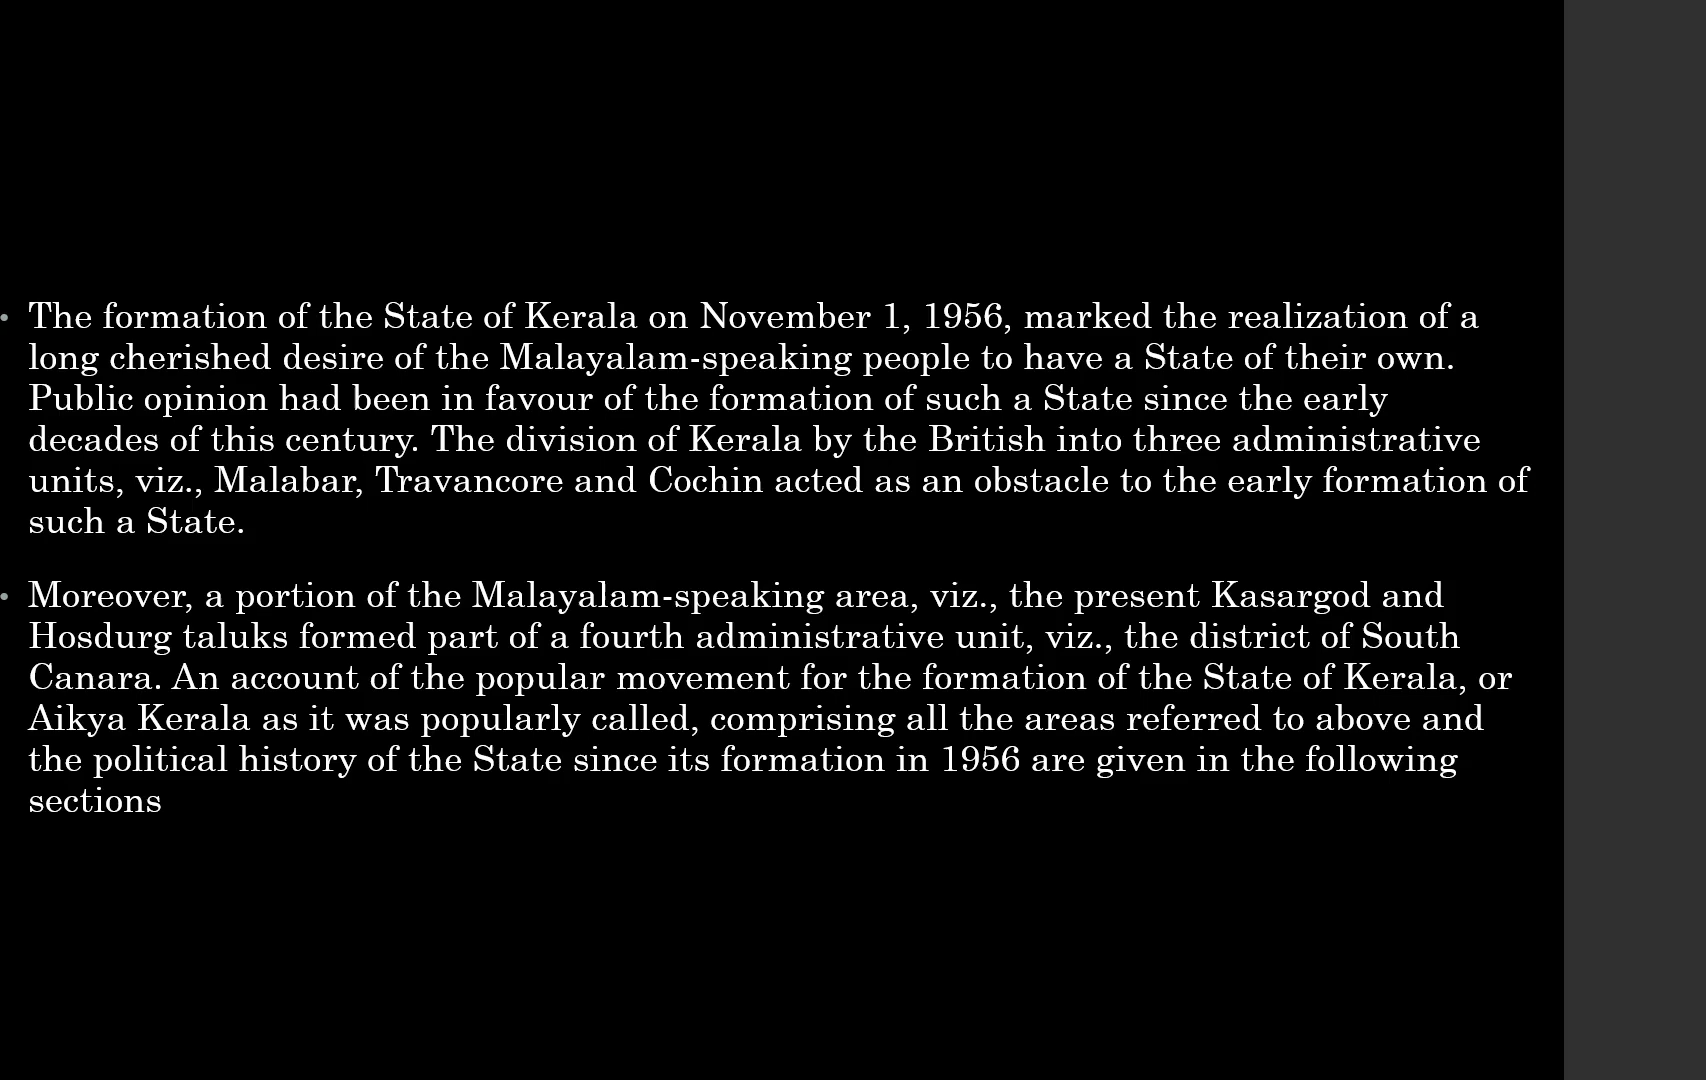 • The formation of the State of Kerala on November 1, 1956, marked the realization of a
long cherished desire of the Malayalam-speaking people to have a State of their own.
Public opinion had been in favour of the formation of such a State since the early
decades of this century. The division of Kerala by the British into three administrative
units, viz., Malabar, Travancore and Cochin acted as an obstacle to the early formation of
such a State.
• Moreover, a portion of the Malayalam-speaking area, viz., the present Kasargod and
Hosdurg taluks formed part of a fourth administrative unit, viz., the district of South
Canara. An account of the popular movement for the formation of the State of Kerala, or
Aikya Kerala as it was popularly called, comprising all the areas referred to above and
the political history of the State since its formation in 1956 are given in the following
sections